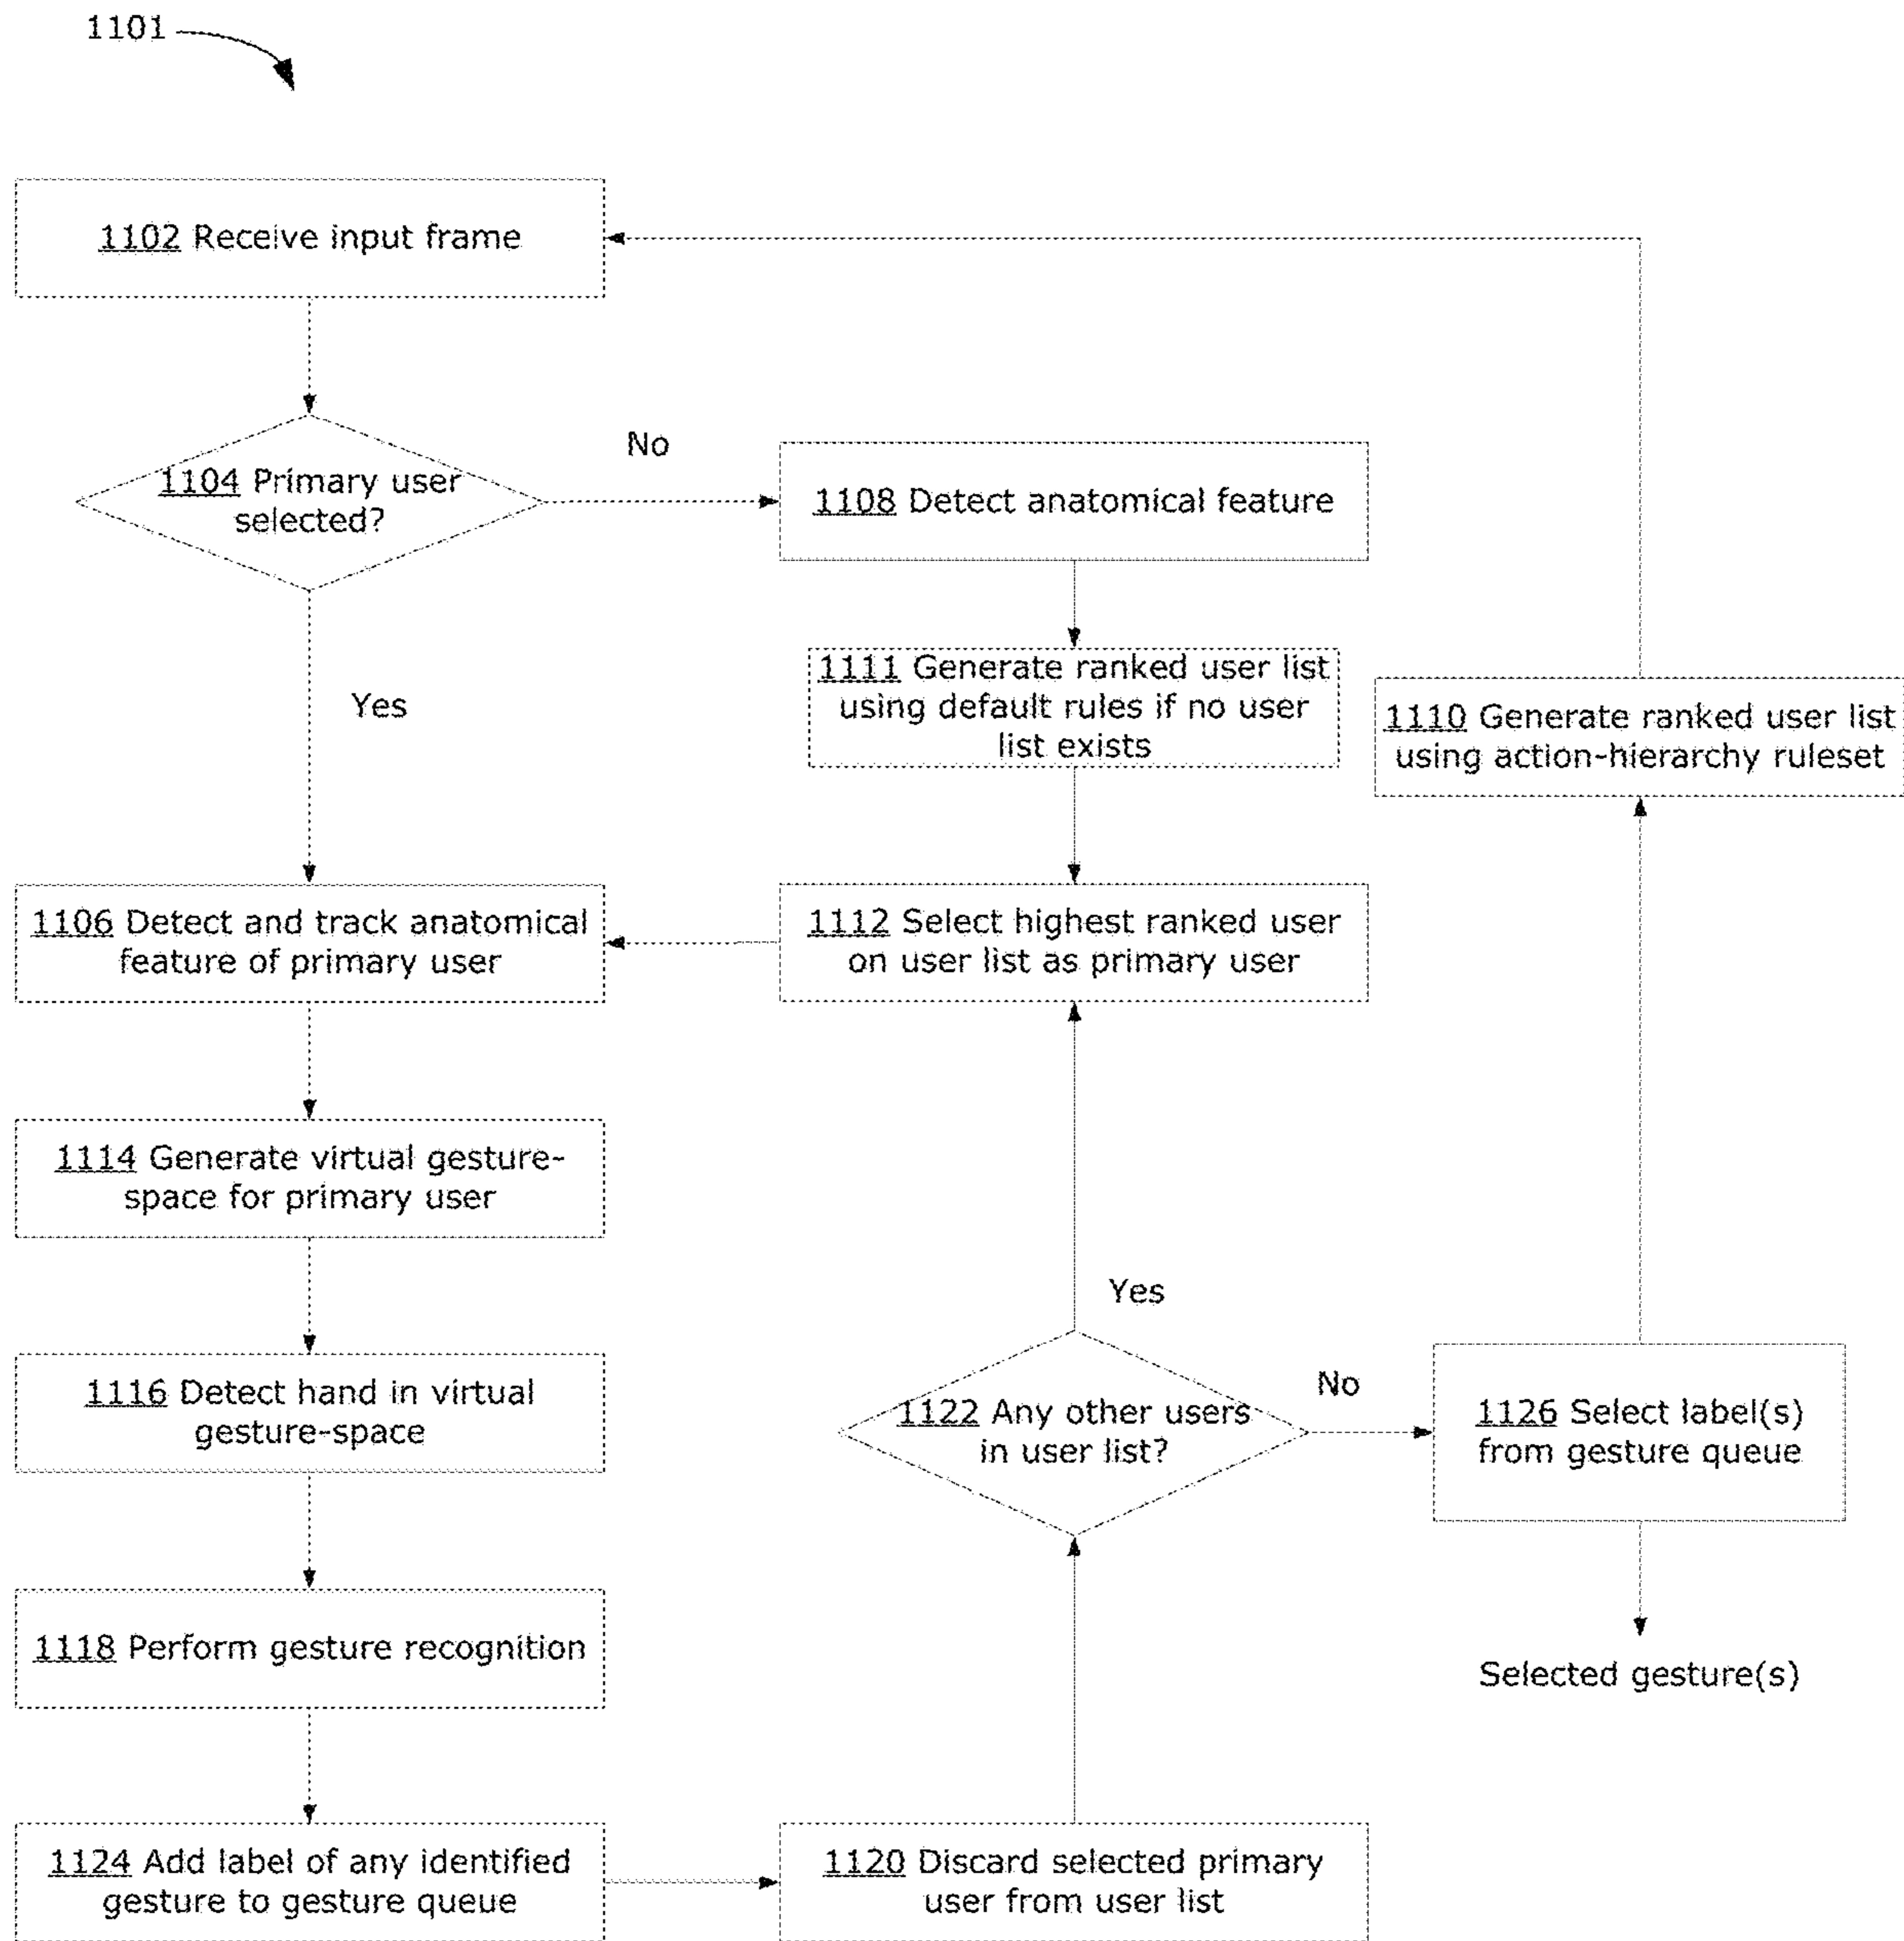 1101
1102 Receive input frame
No
1104 Primary user
selected?
1108 Detect anatomical feature
Yes
1111 Generate ranked user list
using default rules if no user
list exists
1110 Generate ranked user list
using action-hierarchy ruleset
1106 Detect and track anatomical
feature of primary user
1112 Select highest ranked user
on user list as primary user
1114 Generate virtual gesture-
space for primary user
Yes
1116 Detect hand in virtual
gesture-space
No
1122 Any other users
in user list?
1126 Select label(s)
from gesture queue
1118 Perform gesture recognition
Selected gesture(s)
1124 Add label of any identified
gesture to gesture queue
1120 Discard selected primary
user from user list